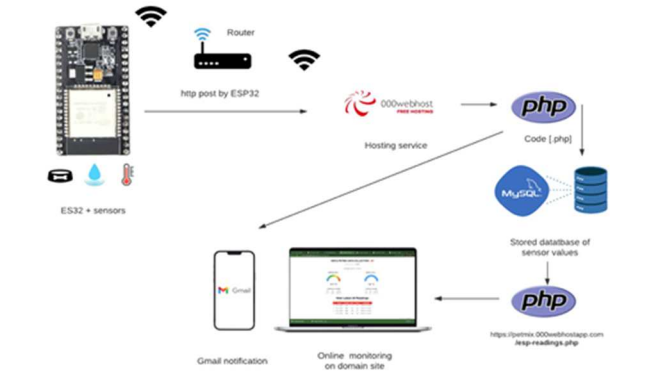 Router
http post by ESP32
000webhost
FREE HOSTING
php
Code [.php]
Hosting service
ES32 + sensors
MySQL
Stored datatbase of
sensor values
php
https://petmix.000webhostapp.com
/esp-readings.php
Gmail
Gmail notification
Online monitoring
on domain site